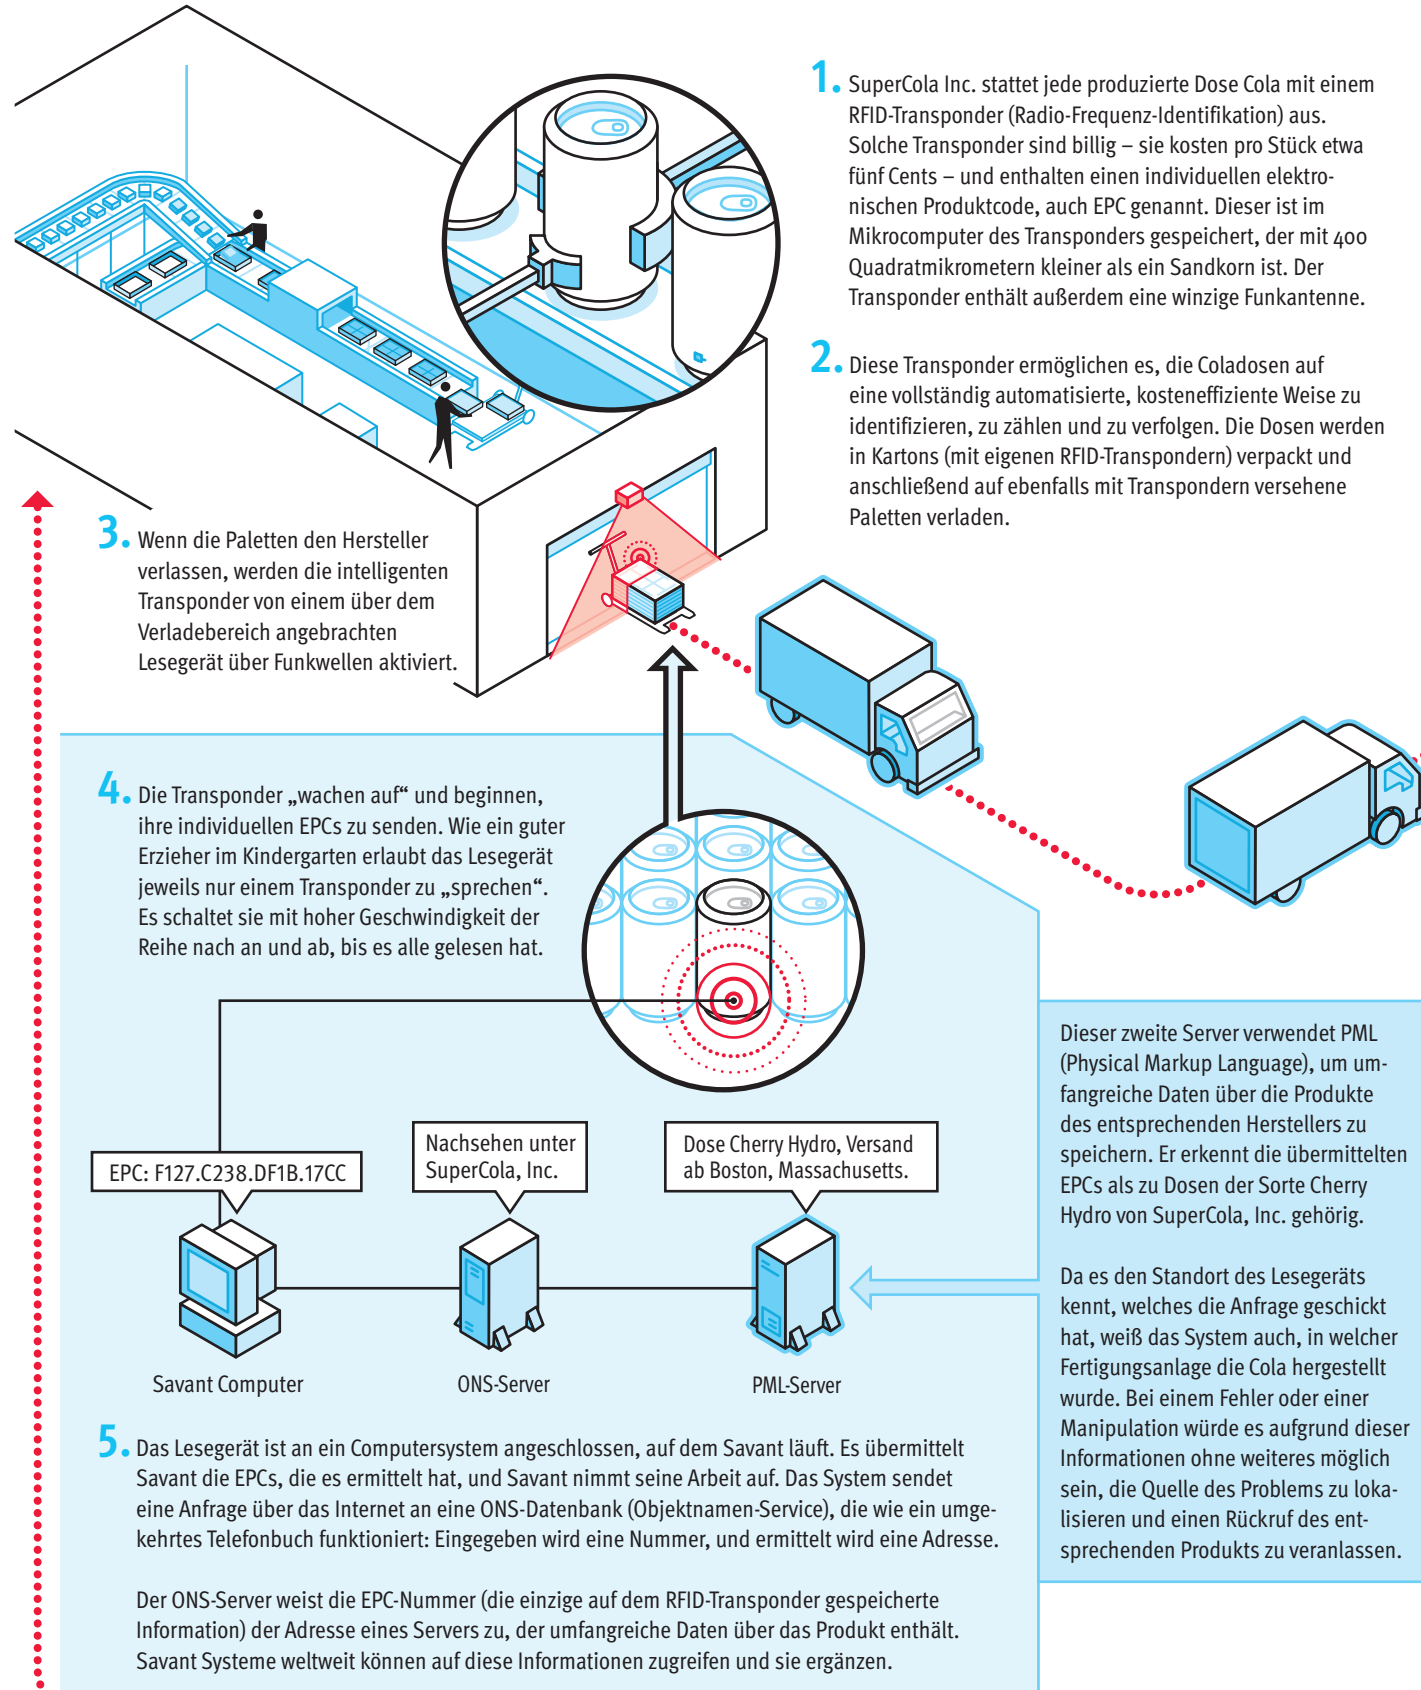 1. SuperCola Inc. stattet jede produzierte Dose Cola mit einem
RFID-Transponder (Radio-Frequenz-Identifikation) aus.
Solche Transponder sind billig – sie kosten pro Stück etwa
fünf Cents – und enthalten einen individuellen elektro-
nischen Produktcode, auch EPC genannt. Dieser ist im
Mikrocomputer des Transponders gespeichert, der mit 400
Quadratmikrometern kleiner als ein Sandkorn ist. Der
Transponder enthält außerdem eine winzige Funkantenne.
2. Diese Transponder ermöglichen es, die Coladosen auf
eine vollständig automatisierte, kosteneffiziente Weise zu
identifizieren, zu zählen und zu verfolgen. Die Dosen werden
in Kartons (mit eigenen RFID-Transpondern) verpackt und
anschließend auf ebenfalls mit Transpondern versehene
Paletten verladen.
3. Wenn die Paletten den Hersteller
verlassen, werden die intelligenten
Transponder von einem über dem
Verladebereich angebrachten
Lesegerät über Funkwellen aktiviert.
4. Die Transponder „wachen auf“ und beginnen,
ihre individuellen EPCs zu senden. Wie ein guter
Erzieher im Kindergarten erlaubt das Lesegerät
jeweils nur einem Transponder zu „sprechen“.
Es schaltet sie mit hoher Geschwindigkeit der
Reihe nach an und ab, bis es alle gelesen hat.
EPC: F127.C238.DF1B.17CC
Nachsehen unter
SuperCola, Inc.
Dose Cherry Hydro, Versand
ab Boston, Massachusetts.
Savant Computer
ONS-Server
PML-Server
Dieser zweite Server verwendet PML
(Physical Markup Language), um um-
fangreiche Daten über die Produkte
des entsprechenden Herstellers zu
speichern. Er erkennt die übermittelten
EPCs als zu Dosen der Sorte Cherry
Hydro von SuperCola, Inc. gehörig.
Da es den Standort des Lesegeräts
kennt, welches die Anfrage geschickt
hat, weiß das System auch, in welcher
Fertigungsanlage die Cola hergestellt
wurde. Bei einem Fehler oder einer
Manipulation würde es aufgrund dieser
Informationen ohne weiteres möglich
sein, die Quelle des Problems zu loka-
lisieren und einen Rückruf des ent-
sprechenden Produkts zu veranlassen.
5. Das Lesegerät ist an ein Computersystem angeschlossen, auf dem Savant läuft. Es übermittelt
Savant die EPCs, die es ermittelt hat, und Savant nimmt seine Arbeit auf. Das System sendet
eine Anfrage über das Internet an eine ONS-Datenbank (Objektnamen-Service), die wie ein umge-
kehrtes Telefonbuch funktioniert: Eingegeben wird eine Nummer, und ermittelt wird eine Adresse.
Der ONS-Server weist die EPC-Nummer (die einzige auf dem RFID-Transponder gespeicherte
Information) der Adresse eines Servers zu, der umfangreiche Daten über das Produkt enthält.
Savant Systeme weltweit können auf diese Informationen zugreifen und sie ergänzen.